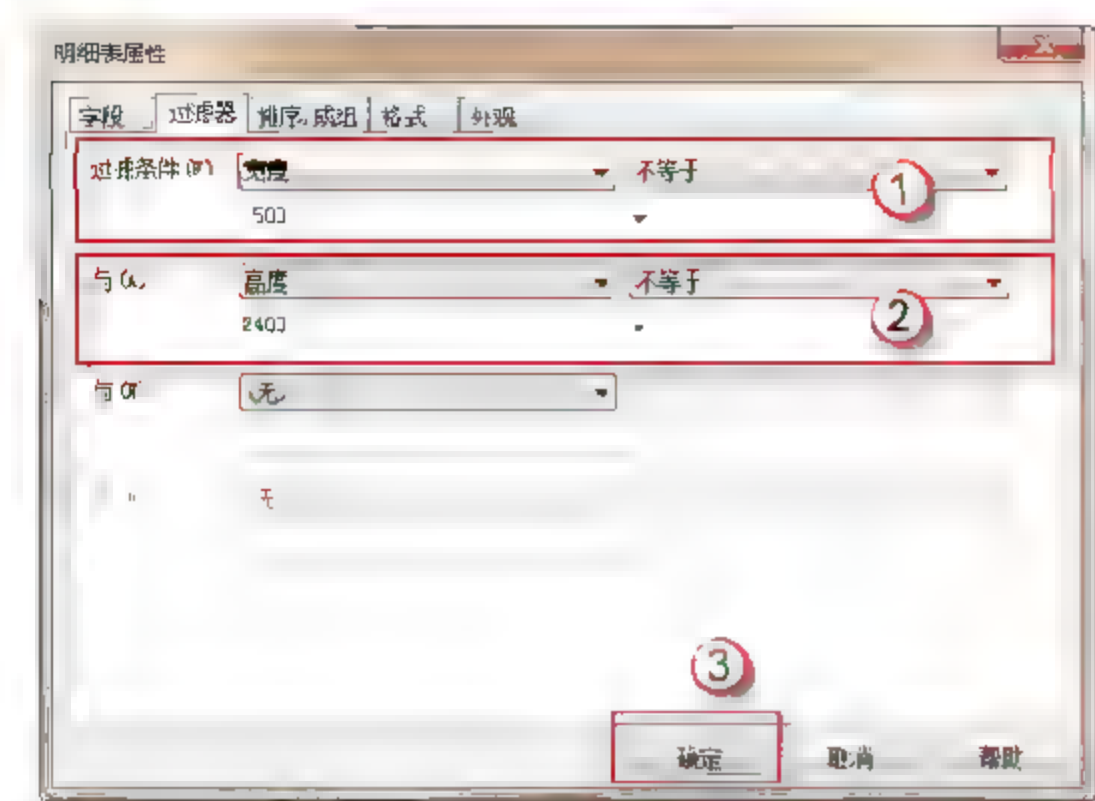 明细表属性
字段 过滤器 排序/成组 格式 外观
过滤条件(F) 宽度 不等于
①
500
与(A) 高度 不等于
②
2400
与 (无)
无
③
确定 取消 帮助